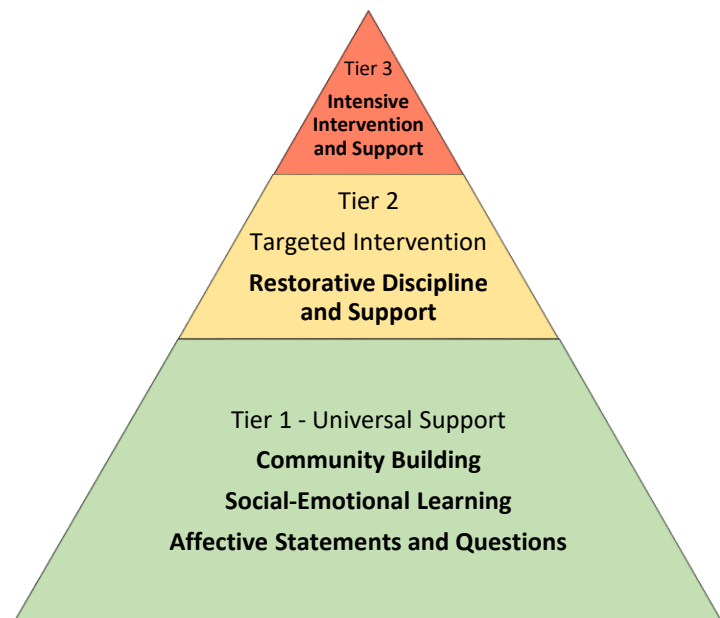 Tier 3
Intensive
Intervention
and Support
Tier 2
Targeted Intervention
Restorative Discipline
and Support
Tier 1 - Universal Support
Community Building
Social-Emotional Learning
Affective Statements and Questions